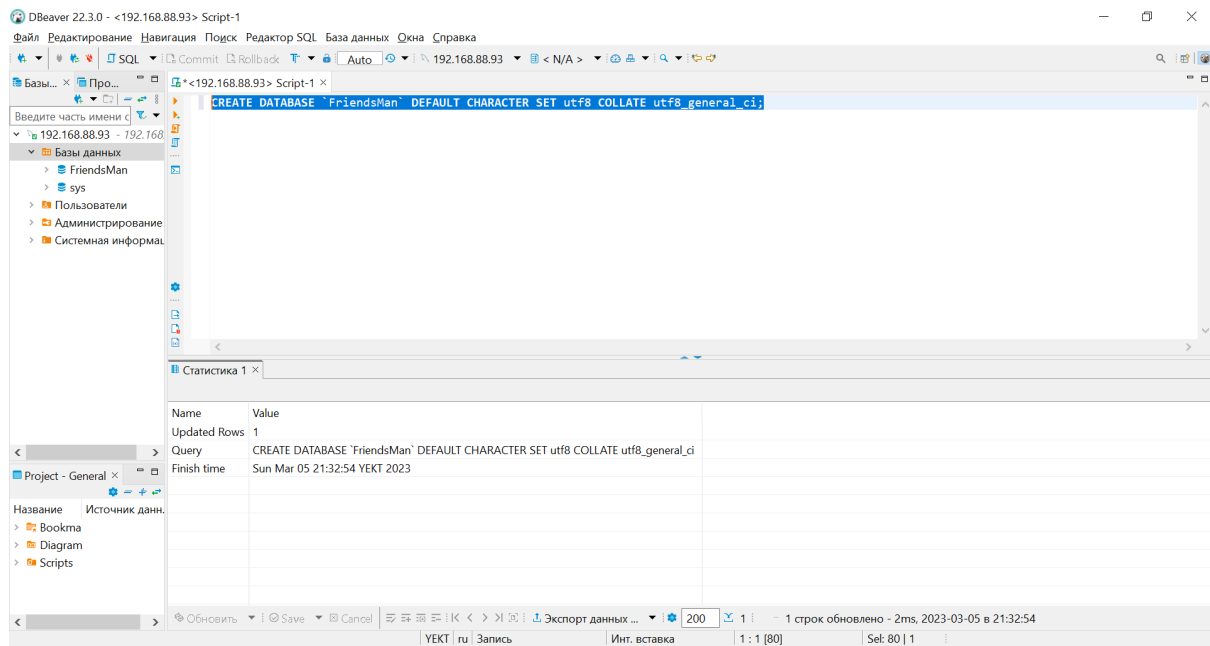 DBeaver 22.3.0 - <192.168.88.93> Script-1
Файл Редактирование Навигация Поиск Редактор SQL База данных Окна Справка
SQL Commit Rollback Auto 192.168.88.93 < N/A >
Базы... Про...
*<192.168.88.93> Script-1
Введите часть имени с
CREATE DATABASE `FriendsMan` DEFAULT CHARACTER SET utf8 COLLATE utf8_general_ci;
192.168.88.93 - 192.168
Базы данных
FriendsMan
sys
Пользователи
Администрирование
Системная информац
Статистика 1
Name Value
Updated Rows 1
Query CREATE DATABASE `FriendsMan` DEFAULT CHARACTER SET utf8 COLLATE utf8_general_ci
Finish time Sun Mar 05 21:32:54 YEKT 2023
Project - General
Название Источник данн.
Bookma
Diagram
Scripts
Обновить Save Cancel Экспорт данных ... 200 1 1 строк обновлено - 2ms, 2023-03-05 в 21:32:54
YEKT ru Запись Инт. вставка 1 : 1 [80] Sel: 80 | 1